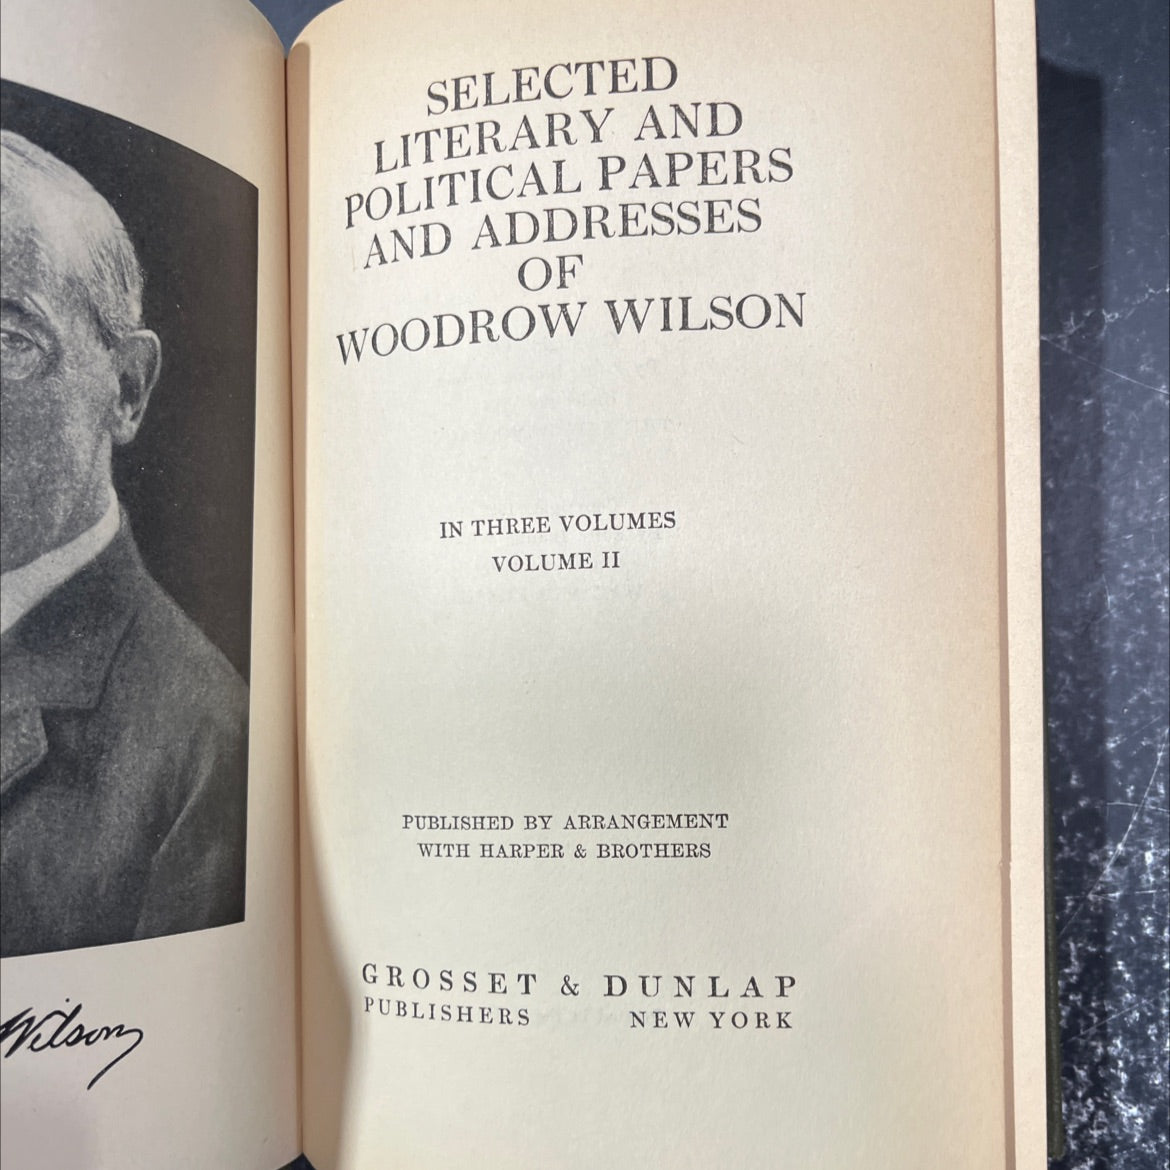 SELECTED
LITERARY AND
POLITICAL PAPERS
AND ADDRESSES
OF
WOODROW WILSON
IN THREE VOLUMES
VOLUME II
PUBLISHED BY ARRANGEMENT
WITH HARPER & BROTHERS
GROSSET & DUNLAP
PUBLISHERS NEW YORK
Wilson